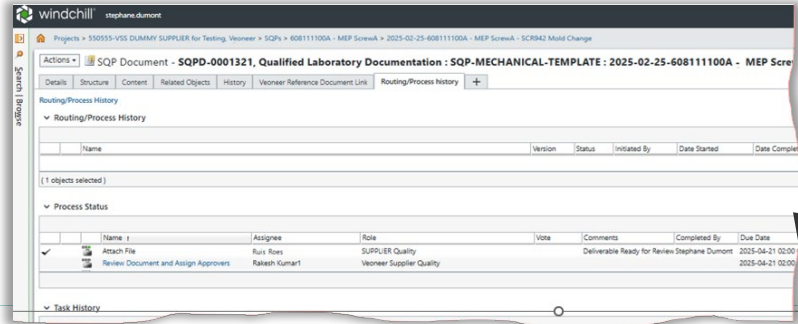 windchill® stephane.dumont
Projects > 550555-VSS DUMMY SUPPLIER for Testing, Veoneer > SQPs > 608111100A - MEP ScrewA > 2025-02-25-608111100A - MEP ScrewA - SCR942 Mold Change
Actions SQP Document - SQPD-0001321, Qualified Laboratory Documentation : SQP-MECHANICAL-TEMPLATE : 2025-02-25-608111100A - MEP Screw
Details Structure Content Related Objects History Veoneer Reference Document Link Routing/Process history +
Search | Browse
Routing/Process History
Routing/Process History
Name Version Status Initiated By Date Started Date Comple
( 1 objects selected )
Process Status
Name ↑ Assignee Role Vote Comments Completed By Due Date
Attach File Ruis Roes SUPPLIER Quality Deliverable Ready for Review Stephane Dumont 2025-04-21 02:00
Review Document and Assign Approvers Rakesh Kumar1 Veoneer Supplier Quality 2025-04-21 02:00
Task History